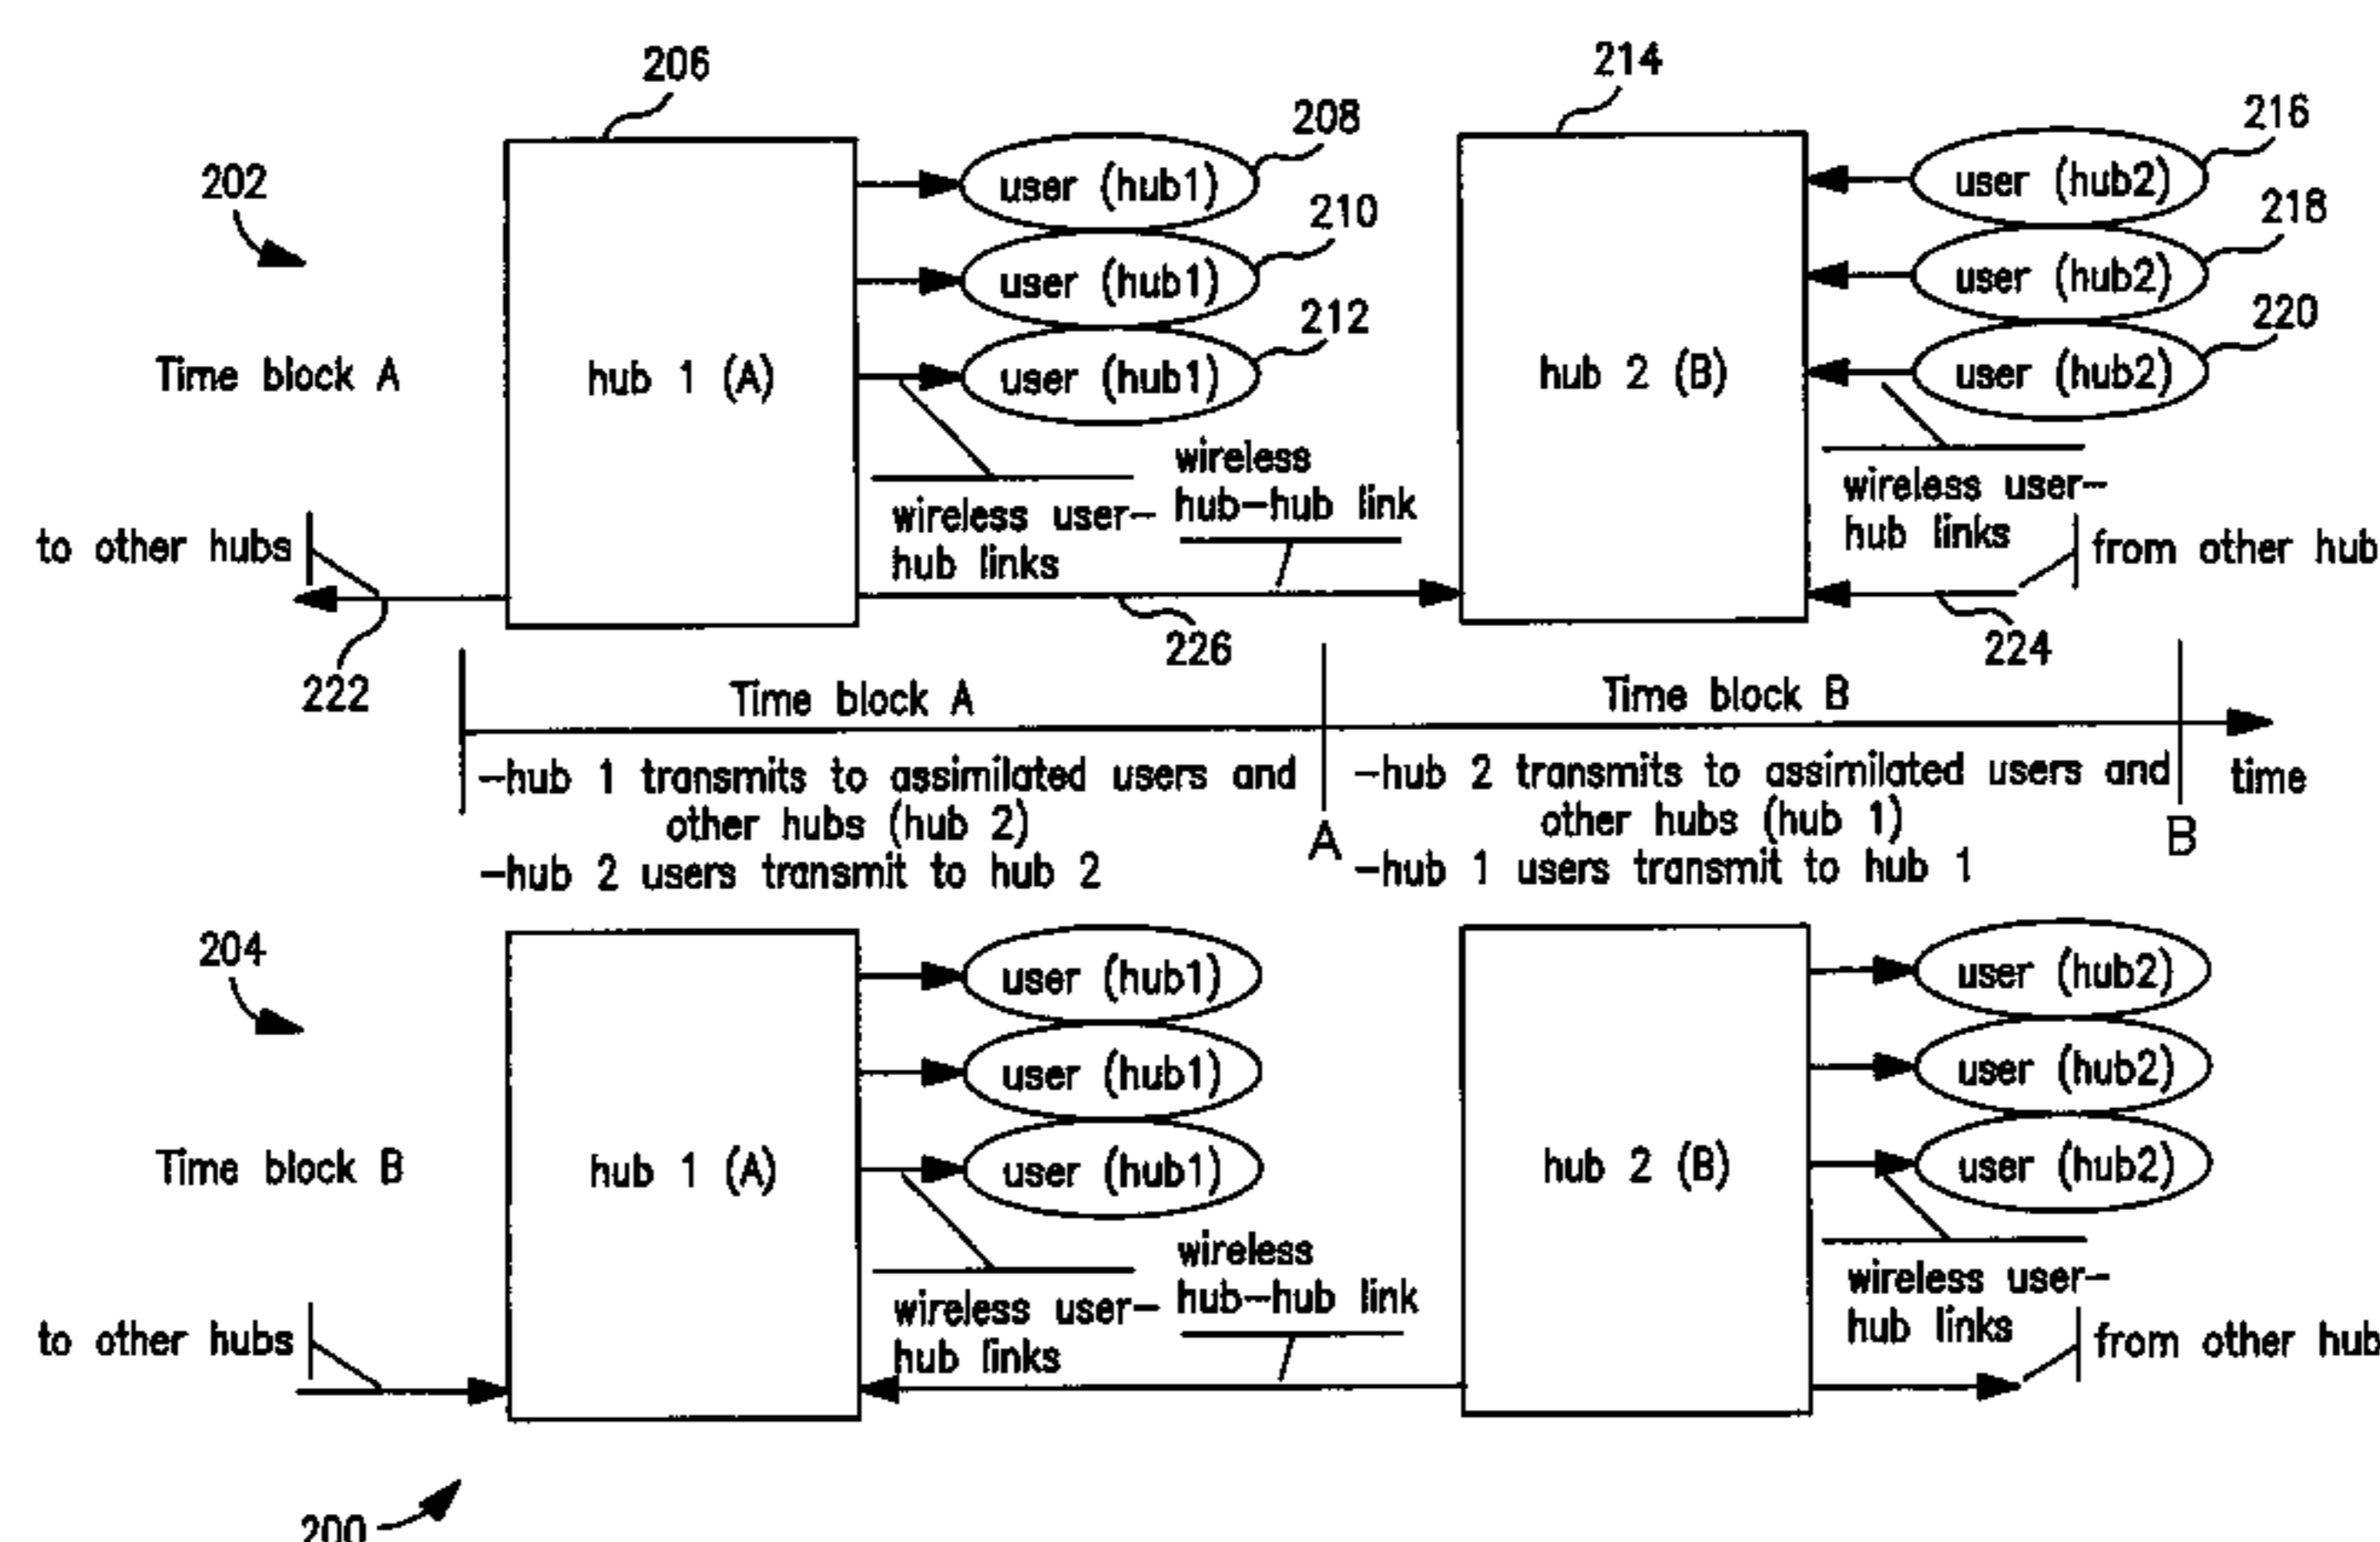 206
214
208
216
202
user (hub1)
user (hub2)
210
218
user (hub1)
user (hub2)
212
220
Time block A
hub 1 (A)
user (hub1)
hub 2 (B)
user (hub2)
wireless
hub-hub link
wireless user-
hub links
wireless user-
hub links
to other hubs
from other hub
222
226
224
Time block A
Time block B
time
-hub 1 transmits to assimilated users and
other hubs (hub 2)
-hub 2 users transmit to hub 2
A
-hub 2 transmits to assimilated users and
other hubs (hub 1)
-hub 1 users transmit to hub 1
B
204
user (hub1)
user (hub2)
user (hub1)
user (hub2)
Time block B
hub 1 (A)
user (hub1)
hub 2 (B)
user (hub2)
wireless
hub-hub link
wireless user-
hub links
wireless user-
hub links
to other hubs
from other hub
200